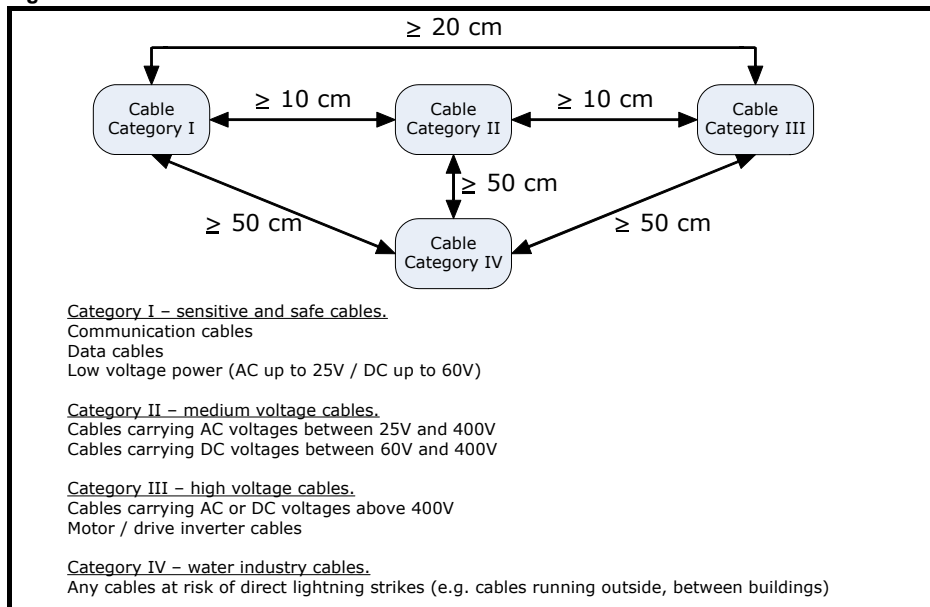 ≥ 20 cm
Cable
Category I
≥ 10 cm
Cable
Category II
≥ 10 cm
Cable
Category III
≥ 50 cm
≥ 50 cm
≥ 50 cm
Cable
Category IV
Category I – sensitive and safe cables.
Communication cables
Data cables
Low voltage power (AC up to 25V / DC up to 60V)
Category II – medium voltage cables.
Cables carrying AC voltages between 25V and 400V
Cables carrying DC voltages between 60V and 400V
Category III – high voltage cables.
Cables carrying AC or DC voltages above 400V
Motor / drive inverter cables
Category IV – water industry cables.
Any cables at risk of direct lightning strikes (e.g. cables running outside, between buildings)